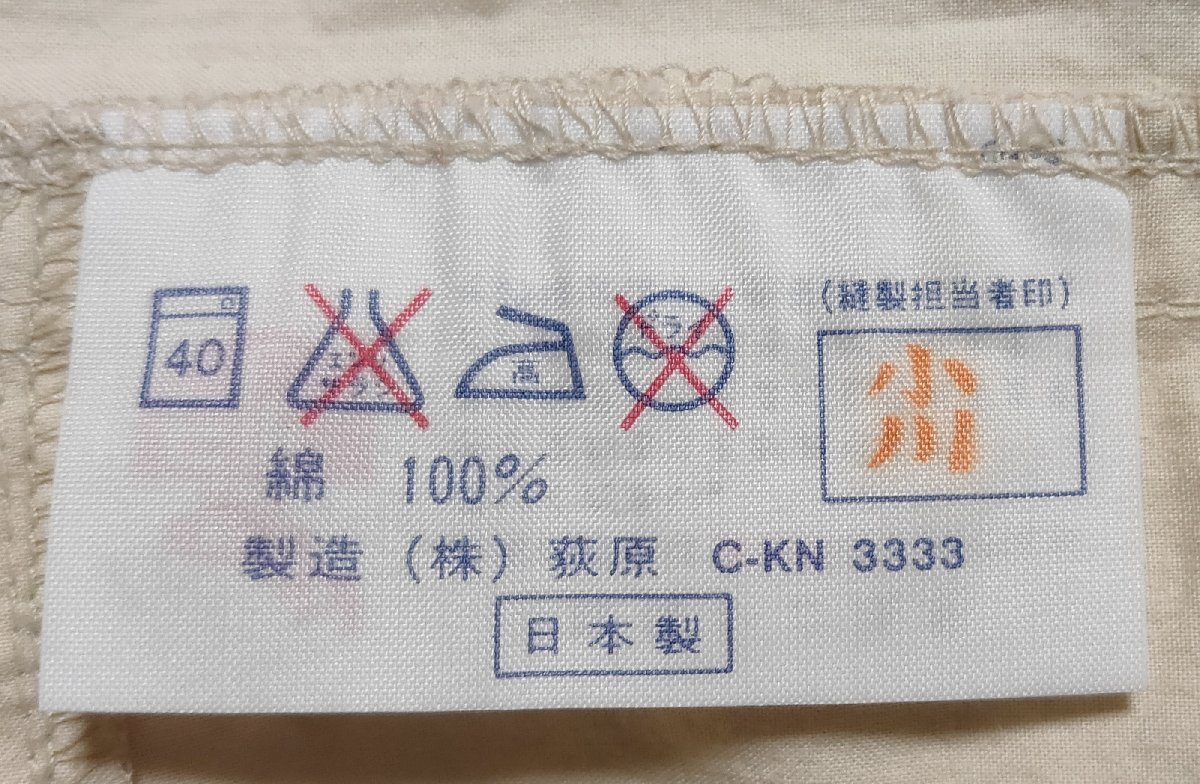 40
高
(縫製担当者印)
小川
綿 100%
製造 (株) 荻原 C-KN 3333
日本製